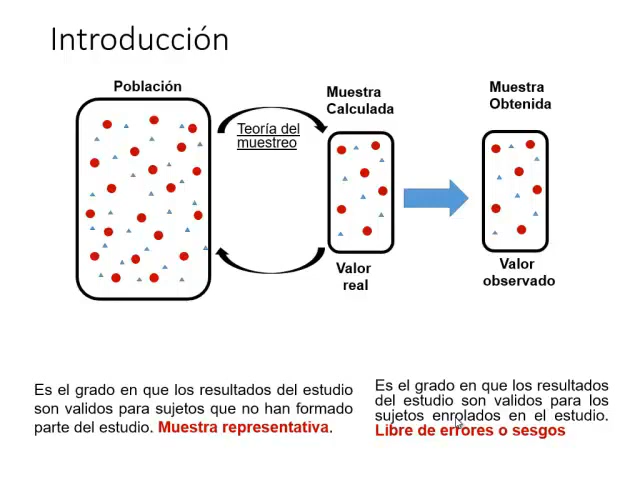 Introducción
Población
Muestra
Calculada
Muestra
Obtenida
Teoría del
muestreo
Valor
real
Valor
observado
Es el grado en que los resultados del estudio
son validos para sujetos que no han formado
parte del estudio. Muestra representativa.
Es el grado en que los resultados
del estudio son validos para los
sujetos enrolados en el estudio.
Libre de errores o sesgos